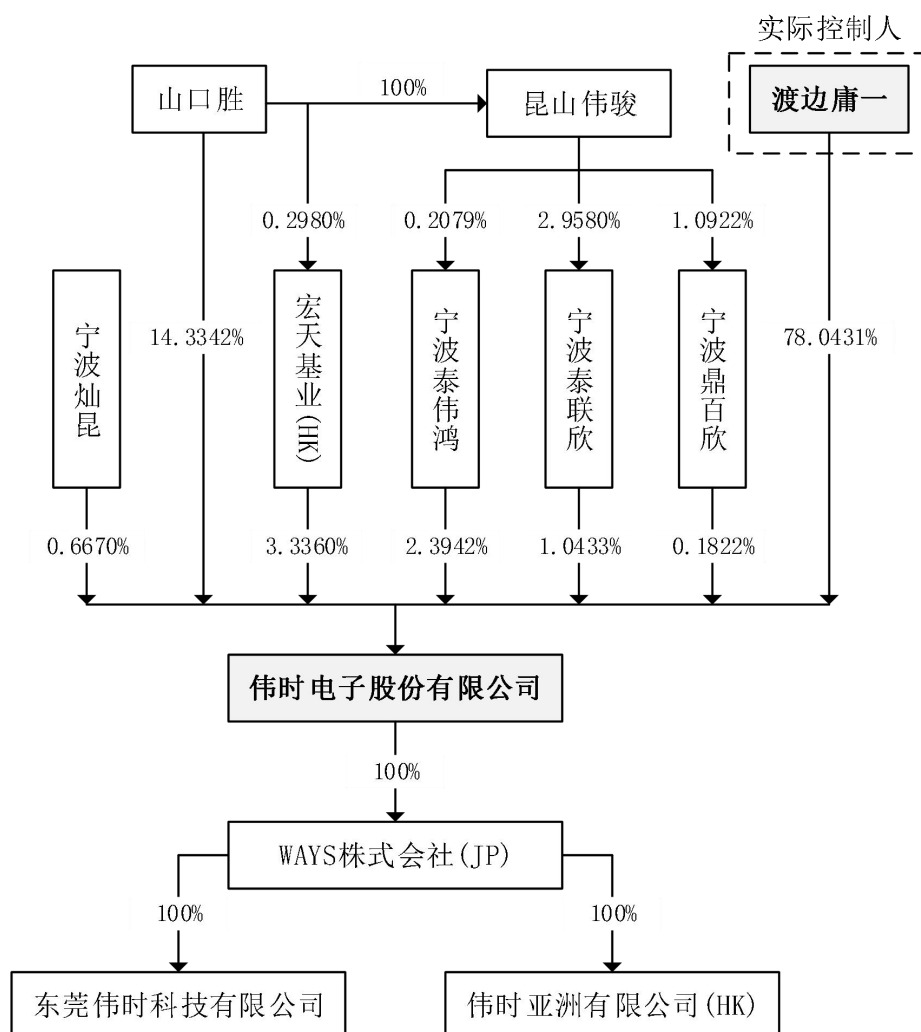 实际控制人
山口胜
100%
昆山伟骏
渡边庸一
0.2980%
0.2079%
2.9580%
1.0922%
宁波灿昆
14.3342%
宏天基业(HK)
宁波泰伟鸿
宁波泰联欣
宁波鼎百欣
78.0431%
0.6670%
3.3360%
2.3942%
1.0433%
0.1822%
伟时电子股份有限公司
100%
WAYS株式会社(JP)
100%
100%
东莞伟时科技有限公司
伟时亚洲有限公司(HK)